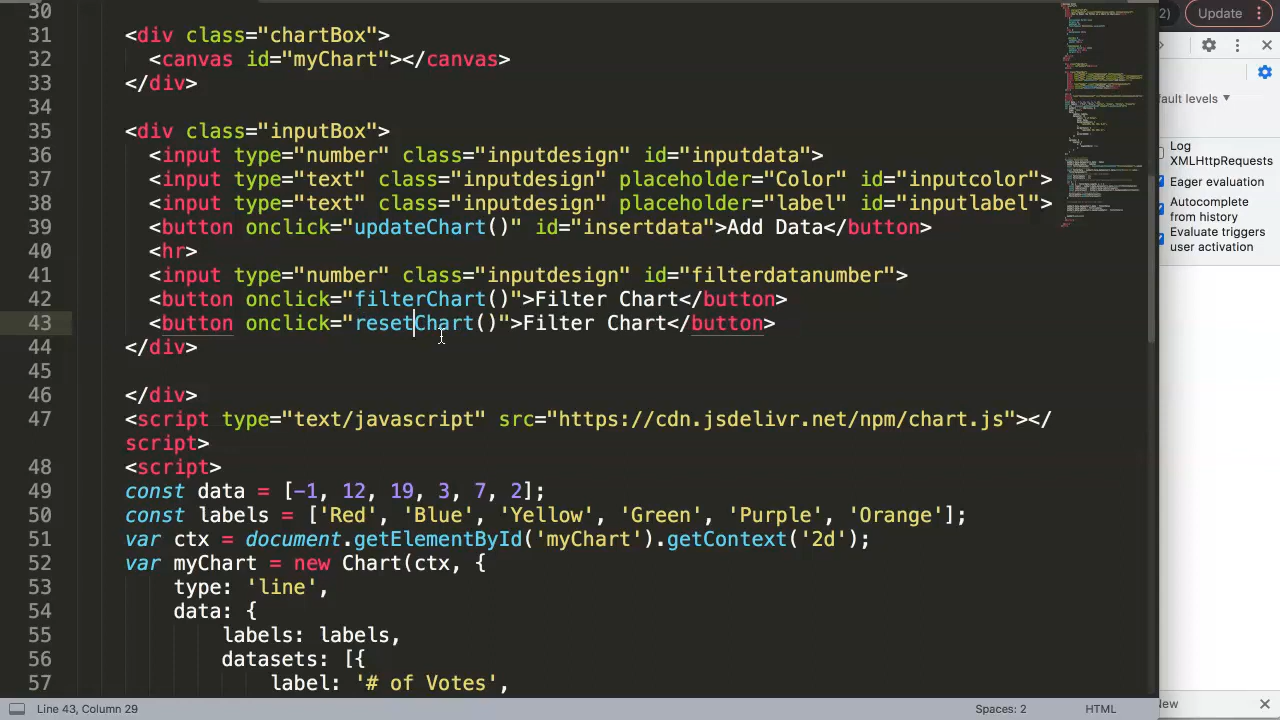 30
2)
Update
31 <div class="chartBox">
32 <canvas id="myChart"></canvas>
33 </div>
34
fault levels ▼
35 <div class="inputBox">
36 <input type="number" class="inputdesign" id="inputdata">
Log
XMLHttpRequests
37 <input type="text" class="inputdesign" placeholder="Color" id="inputcolor">
Eager evaluation
38 <input type="text" class="inputdesign" placeholder="label" id="inputlabel">
Autocomplete
from history
39 <button onclick="updateChart()" id="insertdata">Add Data</button>
Evaluate triggers
user activation
40 <hr>
41 <input type="number" class="inputdesign" id="filterdatanumber">
42 <button onclick="filterChart()">Filter Chart</button>
43 <button onclick="resetChart()">Filter Chart</button>
44 </div>
45
46 </div>
47 <script type="text/javascript" src="https://cdn.jsdelivr.net/npm/chart.js"></
script>
48 <script>
49 const data = [-1, 12, 19, 3, 7, 2];
50 const labels = ['Red', 'Blue', 'Yellow', 'Green', 'Purple', 'Orange'];
51 var ctx = document.getElementById('myChart').getContext('2d');
52 var myChart = new Chart(ctx, {
53 type: 'line',
54 data: {
55 labels: labels,
56 datasets: [{
57 label: '# of Votes',
Line 43, Column 29
Spaces: 2
HTML
New